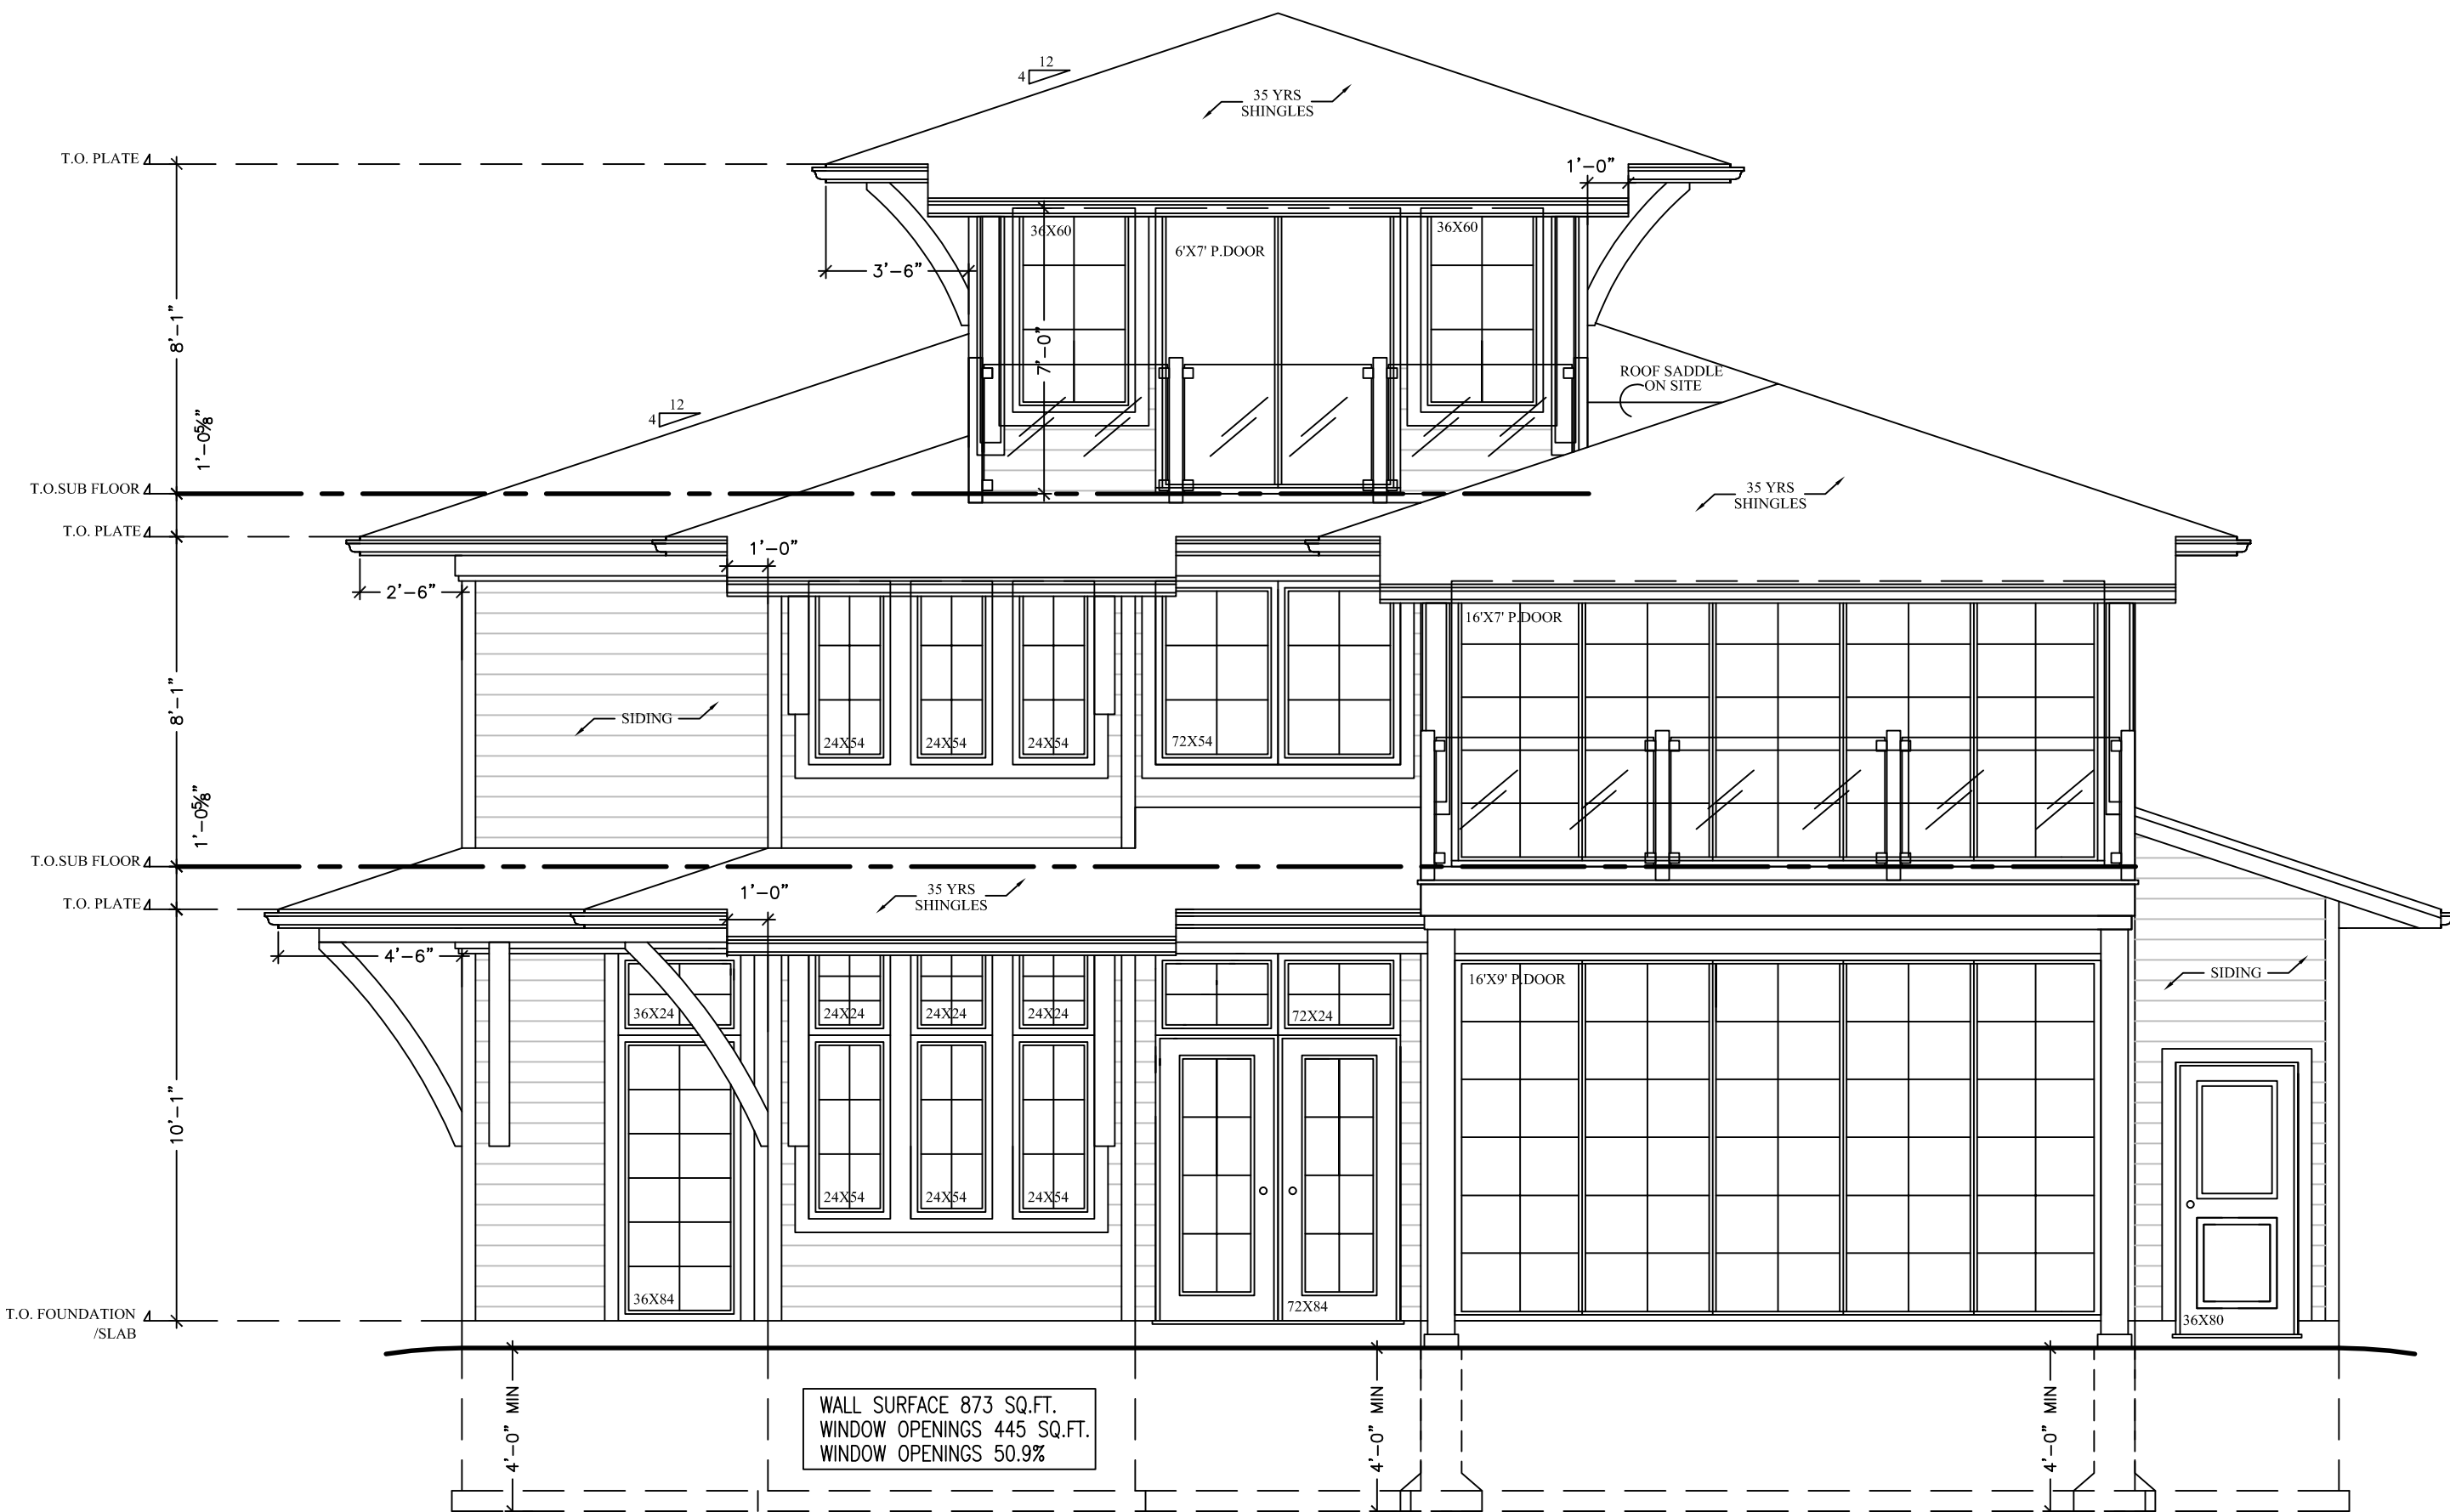 12
4
35 YRS
SHINGLES
T.O. PLATE
1'-0"
36X60
36X60
6'X7' P.DOOR
3'-6"
8'-1"
7'-0"
ROOF SADDLE
ON SITE
12
4
1'-0⅝"
T.O.SUB FLOOR
35 YRS
SHINGLES
T.O. PLATE
1'-0"
2'-6"
16'X7' P.DOOR
8'-1"
SIDING
24X54
24X54
24X54
72X54
1'-0⅝"
T.O.SUB FLOOR
T.O. PLATE
1'-0"
35 YRS
SHINGLES
4'-6"
SIDING
16'X9' P.DOOR
36X24
24X24
24X24
24X24
72X24
10'-1"
24X54
24X54
24X54
36X84
72X84
36X80
T.O. FOUNDATION
/SLAB
4'-0" MIN
4'-0" MIN
4'-0" MIN
WALL SURFACE 873 SQ.FT.
WINDOW OPENINGS 445 SQ.FT.
WINDOW OPENINGS 50.9%